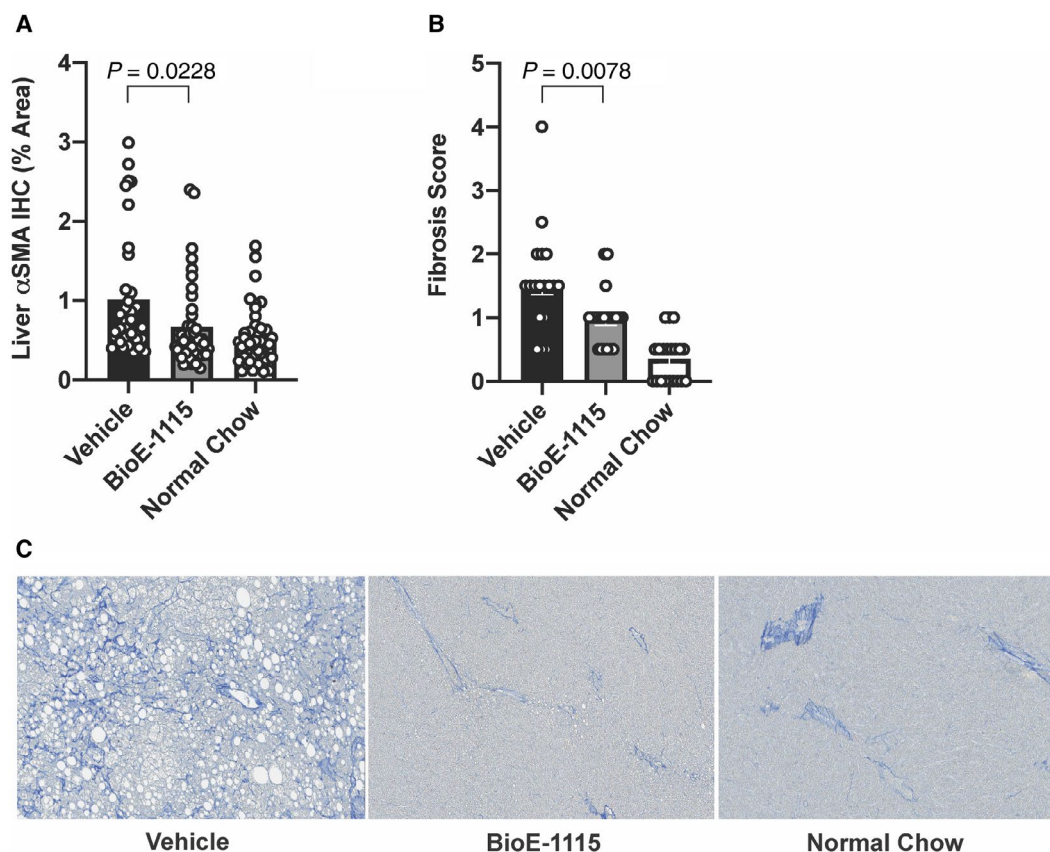 A
Liver αSMA IHC (% Area)
4
3
2
1
0
P = 0.0228
Vehicle
BioE-1115
Normal Chow
B
Fibrosis Score
5
4
3
2
1
0
P = 0.0078
Vehicle
BioE-1115
Normal Chow
C
Vehicle
BioE-1115
Normal Chow